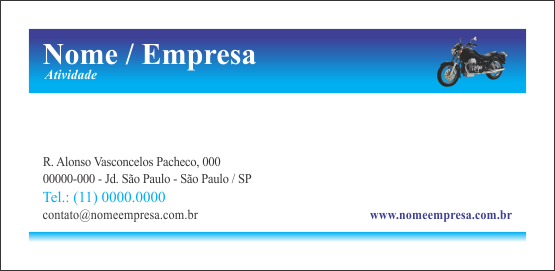 Nome / Empresa
Atividade
R. Alonso Vasconcelos Pacheco, 000
00000-000 - Jd. São Paulo - São Paulo / SP
Tel.: (11) 0000.0000
contato@nomeempresa.com.br
www.nomeempresa.com.br